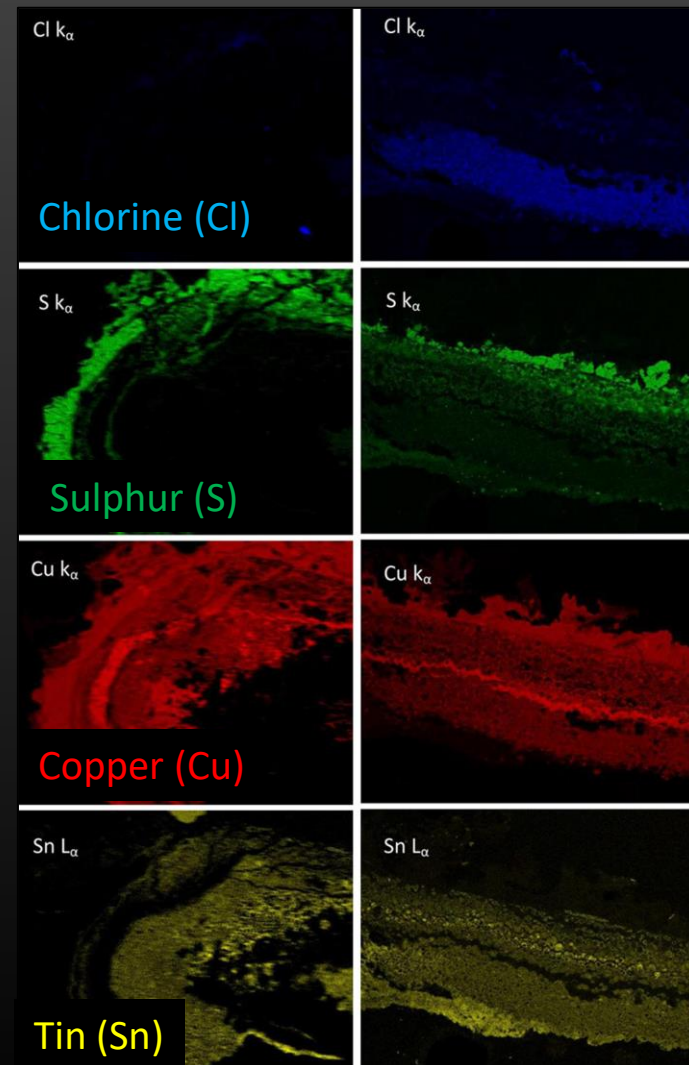 Cl kα
Cl kα
Chlorine (Cl)
S kα
S kα
Sulphur (S)
Cu kα
Cu kα
Copper (Cu)
Sn Lα
Sn Lα
Tin (Sn)